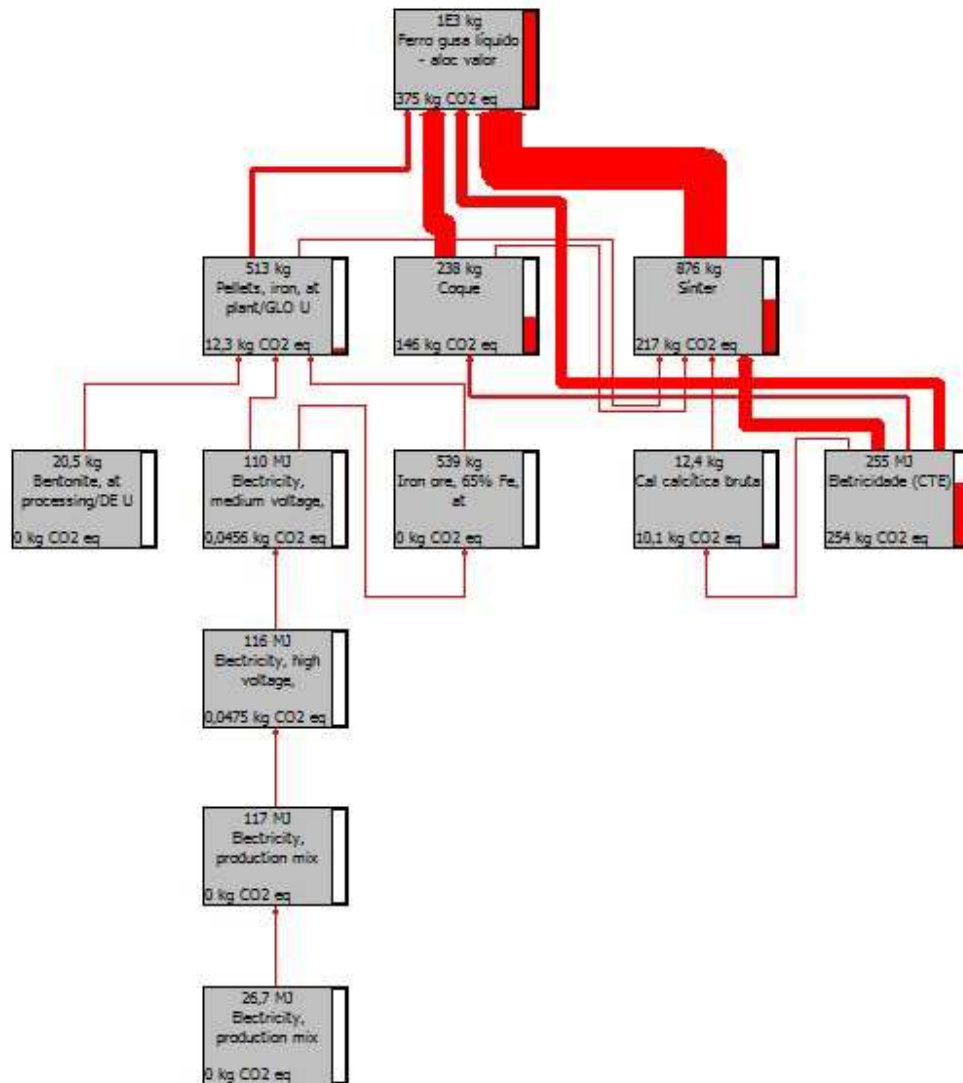 1E3 kg
Ferro gusa líquido
- aloc valor
375 kg CO2 eq
513 kg
Pellets, iron, at
plant/GLO U
12,3 kg CO2 eq
238 kg
Coque
146 kg CO2 eq
876 kg
Sínter
217 kg CO2 eq
20,5 kg
Bentonite, at
processing/DE U
0 kg CO2 eq
110 MJ
Electricity,
medium voltage,
0,0456 kg CO2 eq
539 kg
Iron ore, 65% Fe,
at
0 kg CO2 eq
12,4 kg
Cal calcítica bruta
10,1 kg CO2 eq
255 MJ
Eletricidade (CTE)
254 kg CO2 eq
116 MJ
Electricity, high
voltage,
0,0475 kg CO2 eq
117 MJ
Electricity,
production mix
0 kg CO2 eq
26,7 MJ
Electricity,
production mix
0 kg CO2 eq